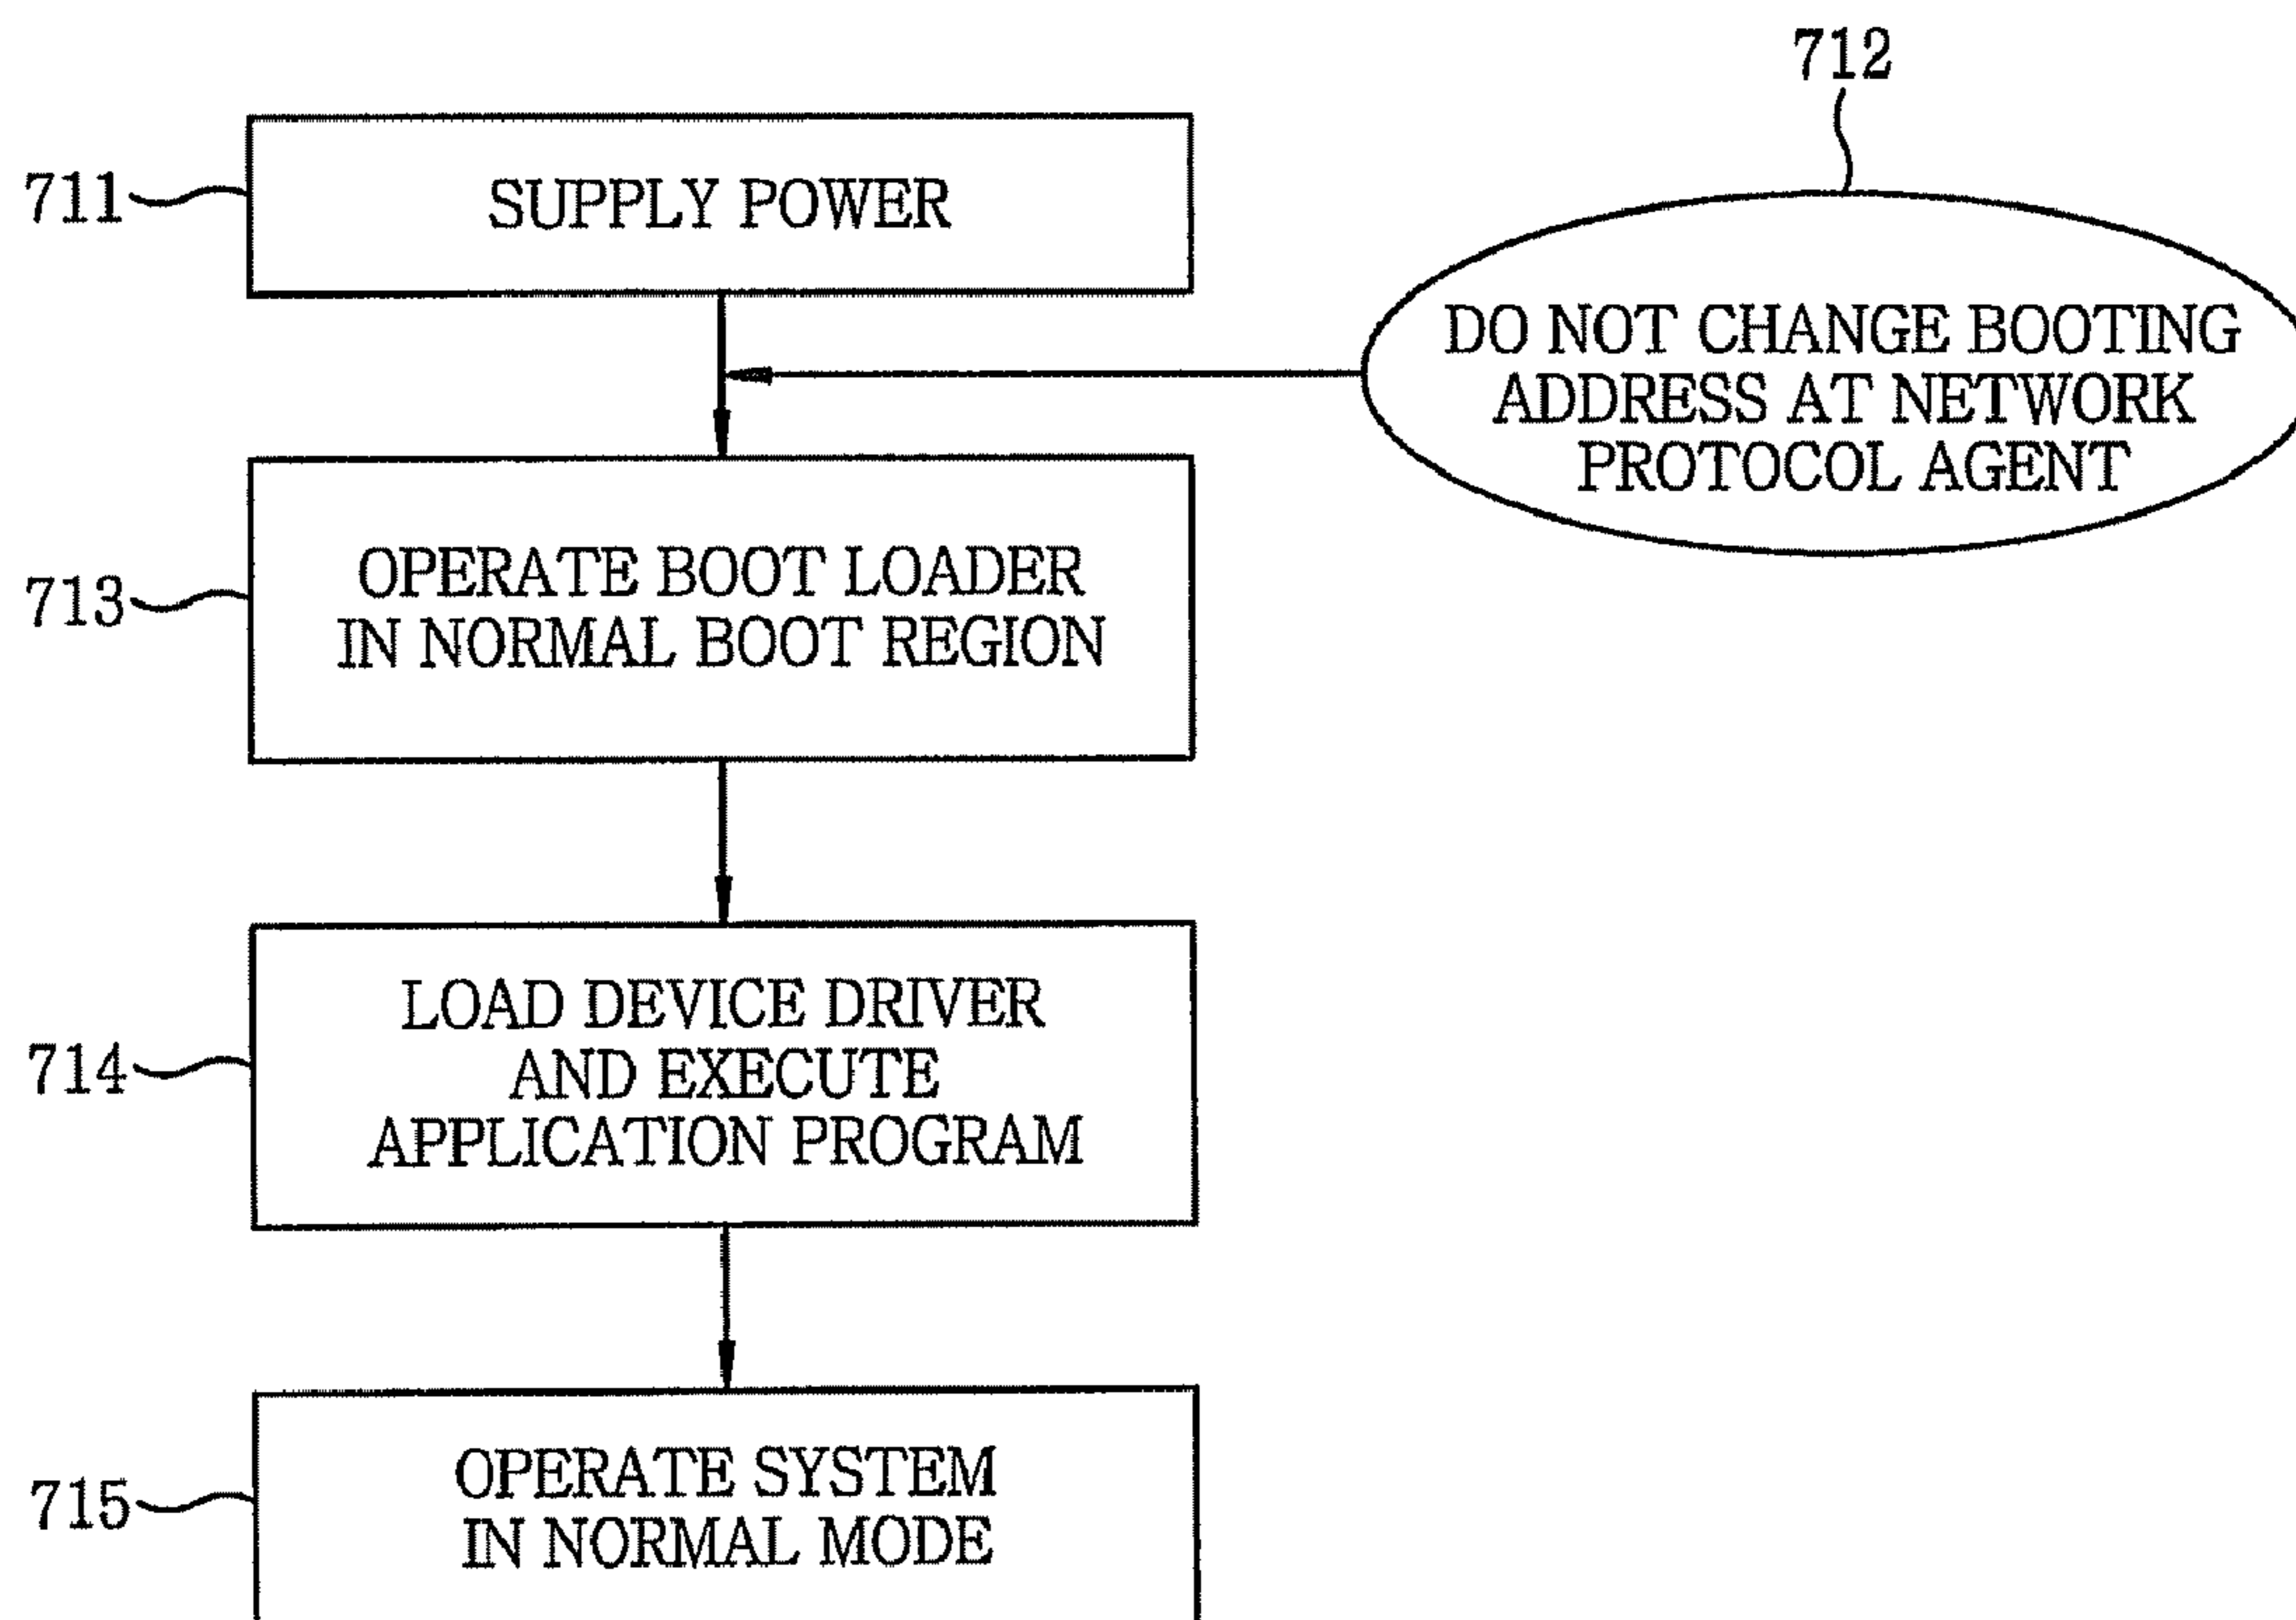 712
711
SUPPLY POWER
DO NOT CHANGE BOOTING
ADDRESS AT NETWORK
PROTOCOL AGENT
713
OPERATE BOOT LOADER
IN NORMAL BOOT REGION
714
LOAD DEVICE DRIVER
AND EXECUTE
APPLICATION PROGRAM
715
OPERATE SYSTEM
IN NORMAL MODE